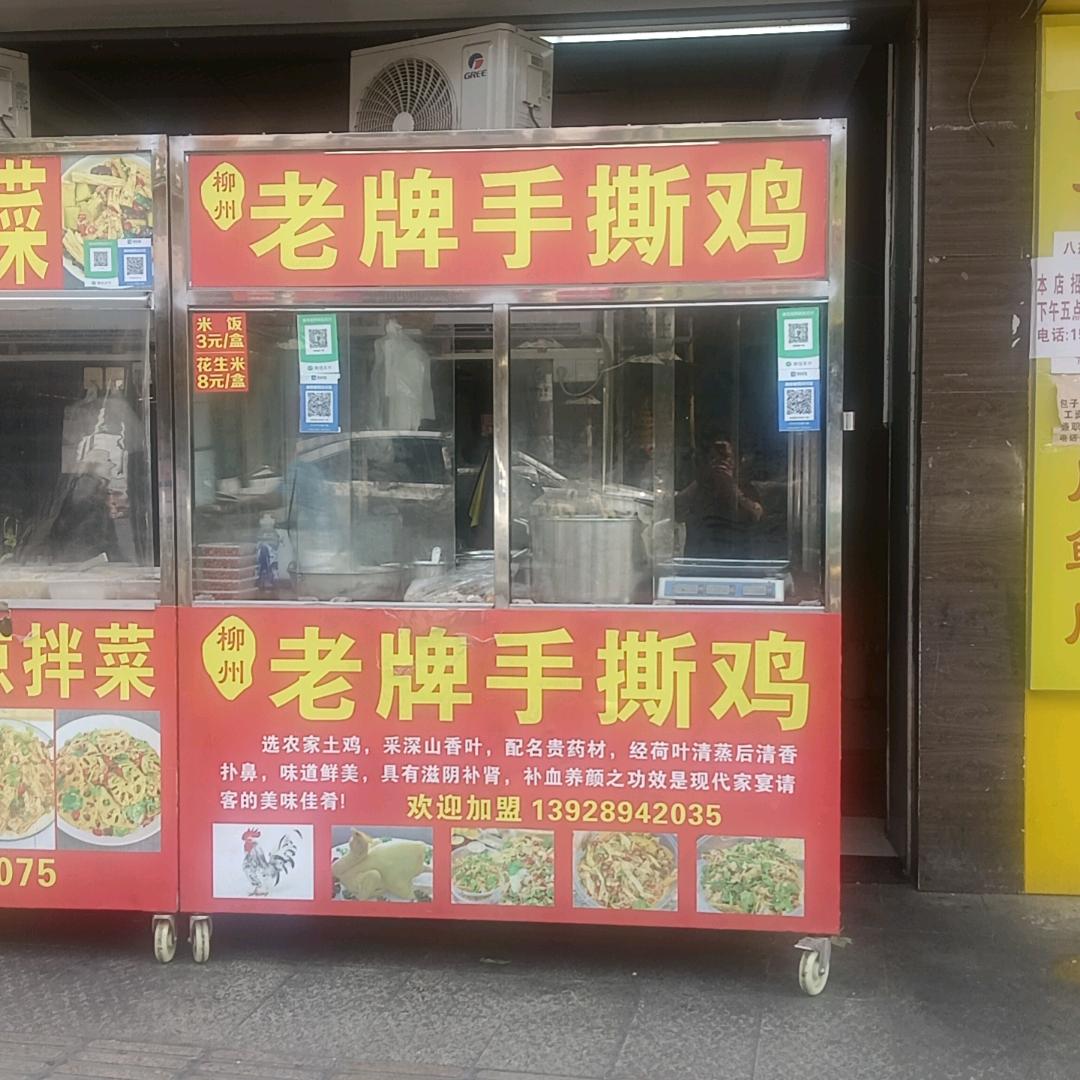 GREE
菜
柳州
老牌手撕鸡
米饭
3元/盒
花生米
8元/盒
本店招
下午五点
电话:1
包子
拌菜
075
柳州
老牌手撕鸡
选农家土鸡，采深山香叶，配名贵药材，经荷叶清蒸后清香
扑鼻，味道鲜美，具有滋阴补肾，补血养颜之功效是现代家宴请
客的美味佳肴!
欢迎加盟 13928942035